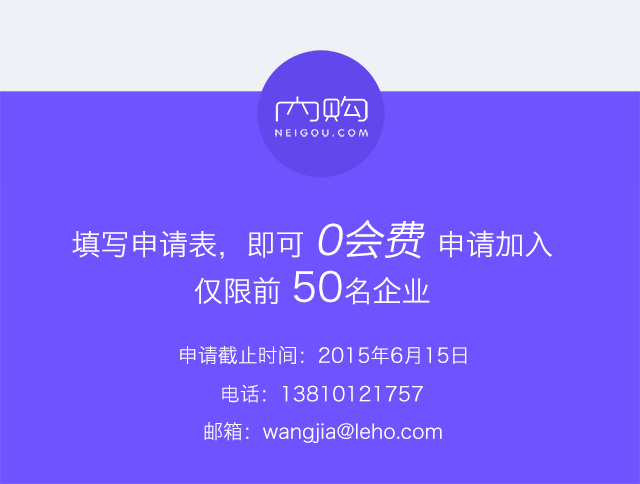 内购
NEIGOU.COM
填写申请表，即可 0会费 申请加入
仅限前 50名企业
申请截止时间：2015年6月15日
电话：13810121757
邮箱：wangjia@leho.com